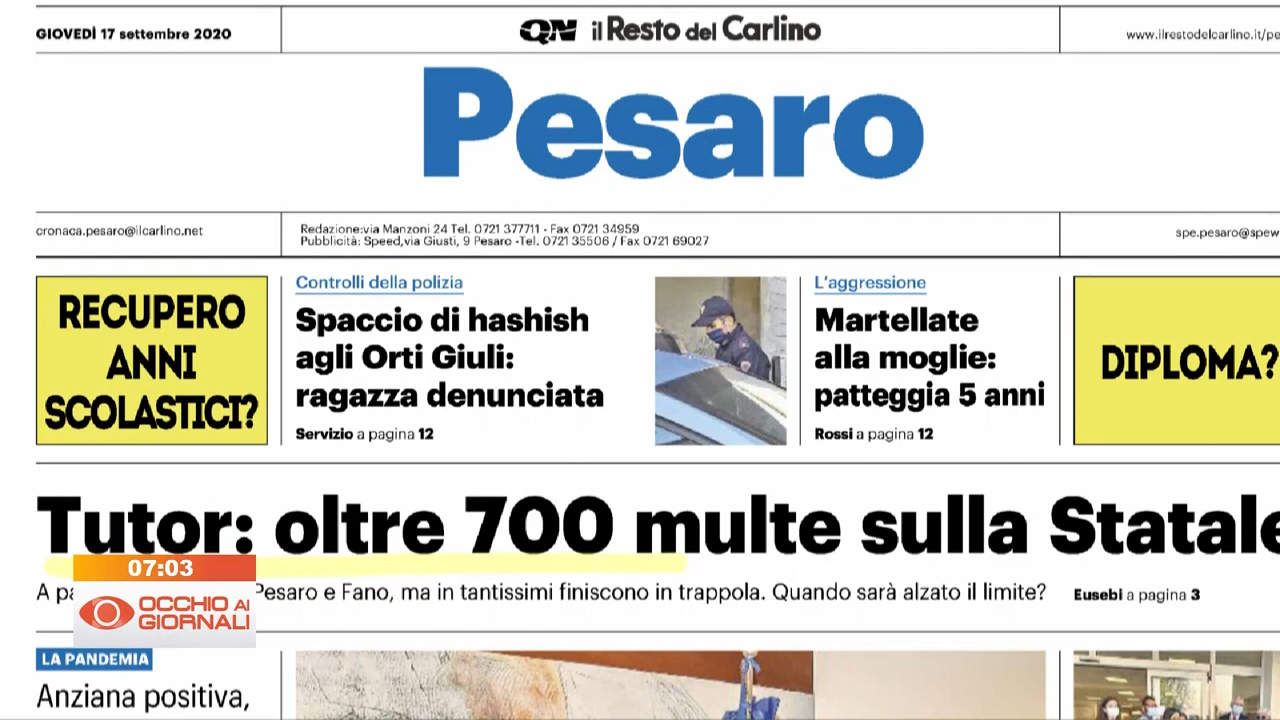 GIOVEDÌ 17 settembre 2020
QN il Resto del Carlino
www.ilrestodelcarlino.it/pe
Pesaro
cronaca.pesaro@ilcarlino.net
Redazione:via Manzoni 24 Tel. 0721 377711 - Fax 0721 34959
Pubblicità: Speed,via Giusti, 9 Pesaro -Tel. 0721 35506 / Fax 0721 69027
spe.pesaro@spew
RECUPERO
ANNI
SCOLASTICI?
Controlli della polizia
Spaccio di hashish
agli Orti Giuli:
ragazza denunciata
Servizio a pagina 12
L'aggressione
Martellate
alla moglie:
patteggia 5 anni
Rossi a pagina 12
DIPLOMA?
Tutor: oltre 700 multe sulla Statale
A pa Pesaro e Fano, ma in tantissimi finiscono in trappola. Quando sarà alzato il limite?
Eusebi a pagina 3
07:03
OCCHIO AI
GIORNALI
LA PANDEMIA
Anziana positiva,